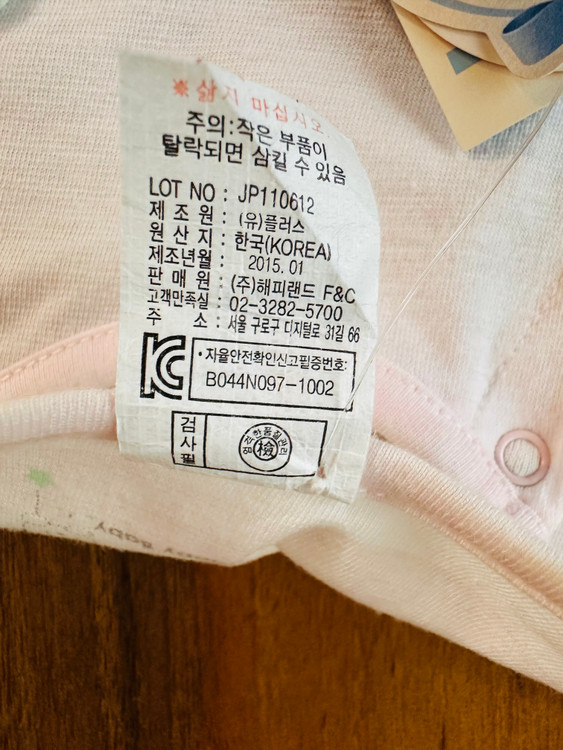 ※삶지 마십시오.
주의:작은 부품이
탈락되면 삼킬 수 있음
LOT NO : JP110612
제 조 원 : (유)플러스
원 산 지 : 한국(KOREA)
제조년월 : 2015.01
판 매 원 : (주)해피랜드 F&C
고객만족실 : 02-3282-5700
주 소 : 서울 구로구 디지털로 31길 66
KC
·자율안전확인신고필증번호:
B044N097-1002
검사필
檢
Baby